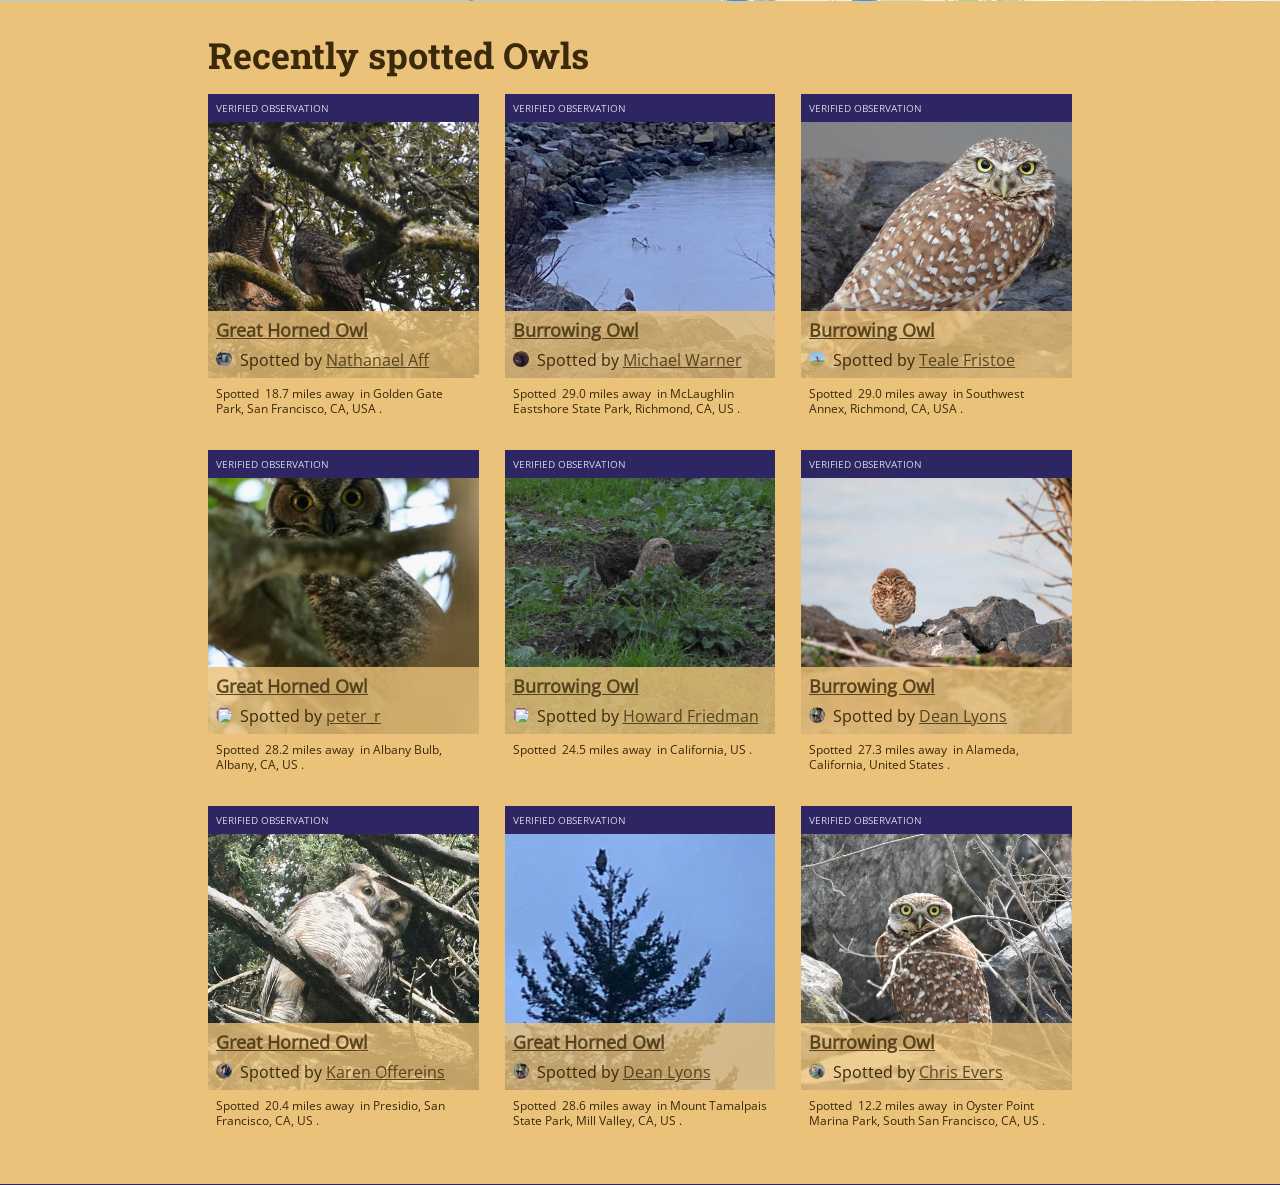 Recently spotted Owls
VERIFIED OBSERVATION
Great Horned Owl
Spotted by Nathanael Aff
Spotted 18.7 miles away in Golden Gate
Park, San Francisco, CA, USA .
VERIFIED OBSERVATION
Burrowing Owl
Spotted by Michael Warner
Spotted 29.0 miles away in McLaughlin
Eastshore State Park, Richmond, CA, US .
VERIFIED OBSERVATION
Burrowing Owl
Spotted by Teale Fristoe
Spotted 29.0 miles away in Southwest
Annex, Richmond, CA, USA .
VERIFIED OBSERVATION
Great Horned Owl
Spotted by peter_r
Spotted 28.2 miles away in Albany Bulb,
Albany, CA, US .
VERIFIED OBSERVATION
Burrowing Owl
Spotted by Howard Friedman
Spotted 24.5 miles away in California, US .
VERIFIED OBSERVATION
Burrowing Owl
Spotted by Dean Lyons
Spotted 27.3 miles away in Alameda,
California, United States .
VERIFIED OBSERVATION
Great Horned Owl
Spotted by Karen Offereins
Spotted 20.4 miles away in Presidio, San
Francisco, CA, US .
VERIFIED OBSERVATION
Great Horned Owl
Spotted by Dean Lyons
Spotted 28.6 miles away in Mount Tamalpais
State Park, Mill Valley, CA, US .
VERIFIED OBSERVATION
Burrowing Owl
Spotted by Chris Evers
Spotted 12.2 miles away in Oyster Point
Marina Park, South San Francisco, CA, US .